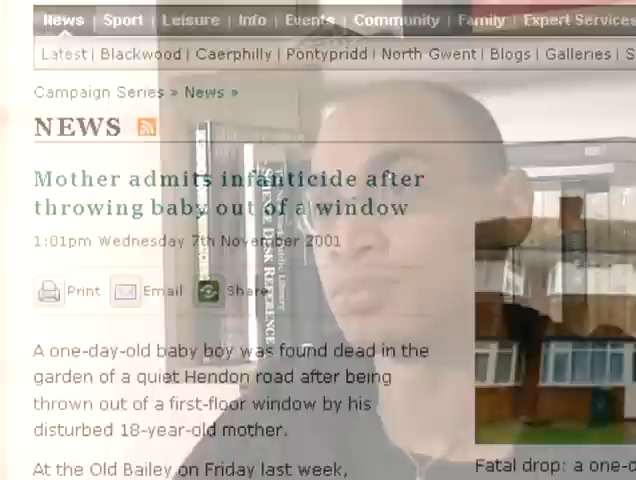 News | Sport | Leisure | Info | Events | Community | Family | Expert Services
Latest | Blackwood | Caerphilly | Pontypridd | North Gwent | Blogs | Galleries | S
Campaign Series » News »
NEWS
Mother admits infanticide after
throwing baby out of a window
1:01pm Wednesday 7th November 2001
Print Email Share
A one-day-old baby boy was found dead in the
garden of a quiet Hendon road after being
thrown out of a first-floor window by his
disturbed 18-year-old mother.
At the Old Bailey on Friday last week,
Fatal drop: a one-d
DESK REFERENCE